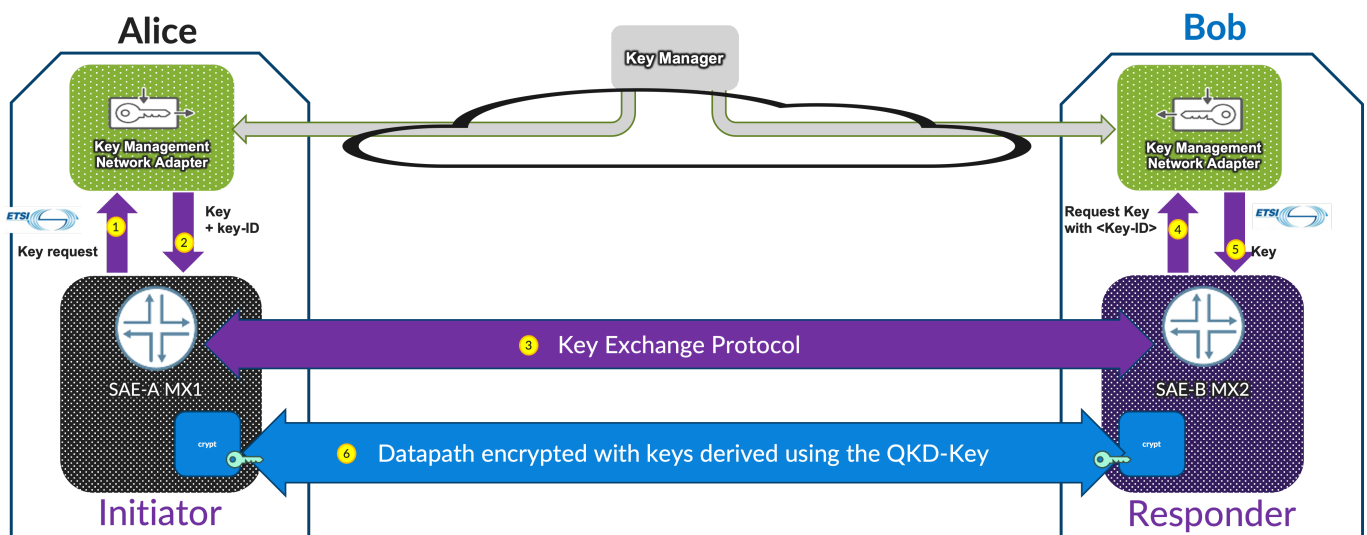 Alice
Bob
Key Manager
Key Management
Network Adapter
Key Management
Network Adapter
ETSI
1
2
Key
+ key-ID
Key request
Request Key
with <Key-ID>
4
5
ETSI
Key
3 Key Exchange Protocol
SAE-A MX1
SAE-B MX2
crypt
6 Datapath encrypted with keys derived using the QKD-Key
crypt
Initiator
Responder